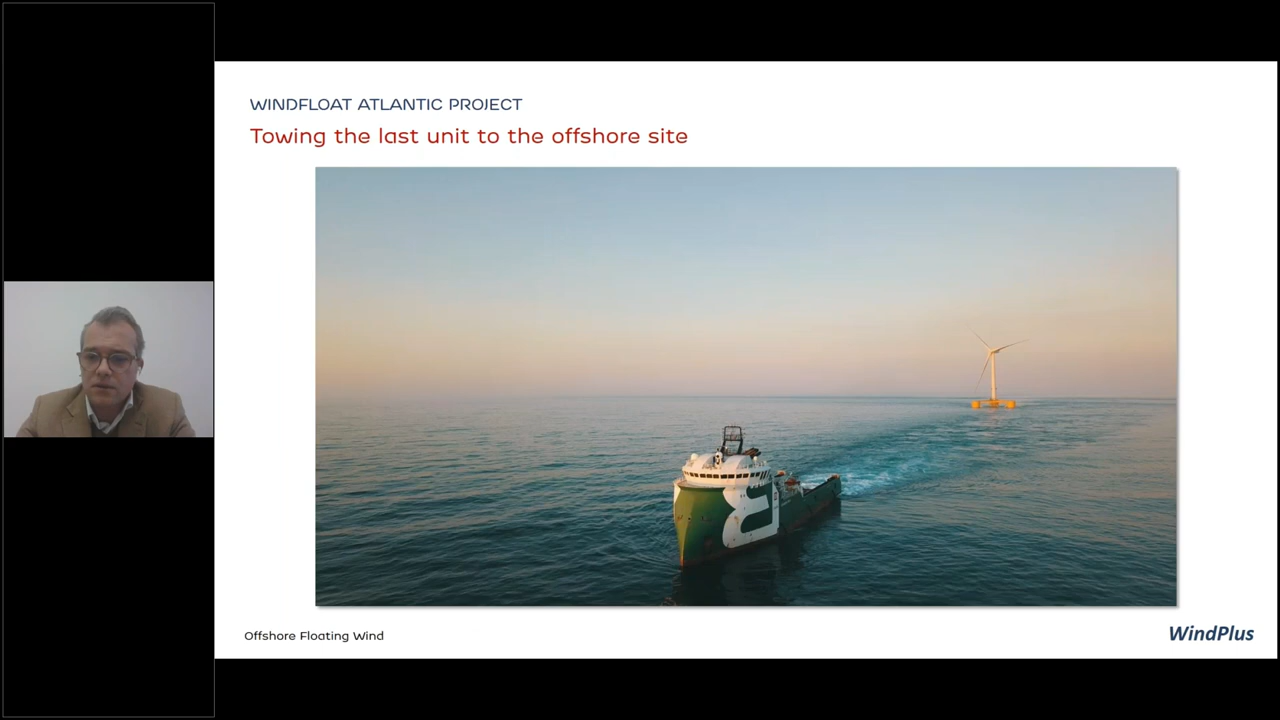 WINDFLOAT ATLANTIC PROJECT
Towing the last unit to the offshore site
Offshore Floating Wind
WindPlus